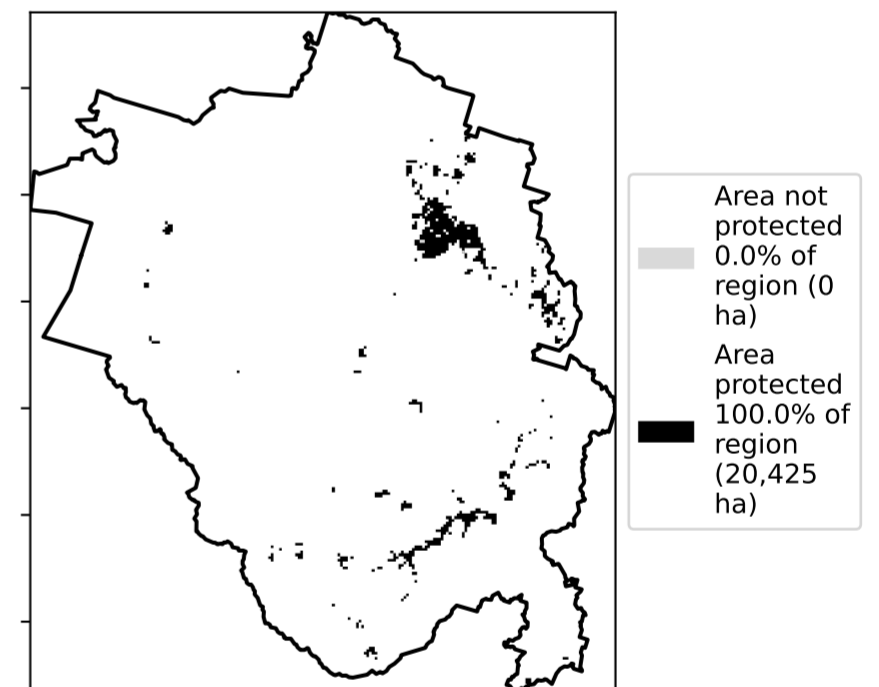 Area not
protected
0.0% of
region (0
ha)
Area
protected
100.0% of
region
(20,425
ha)